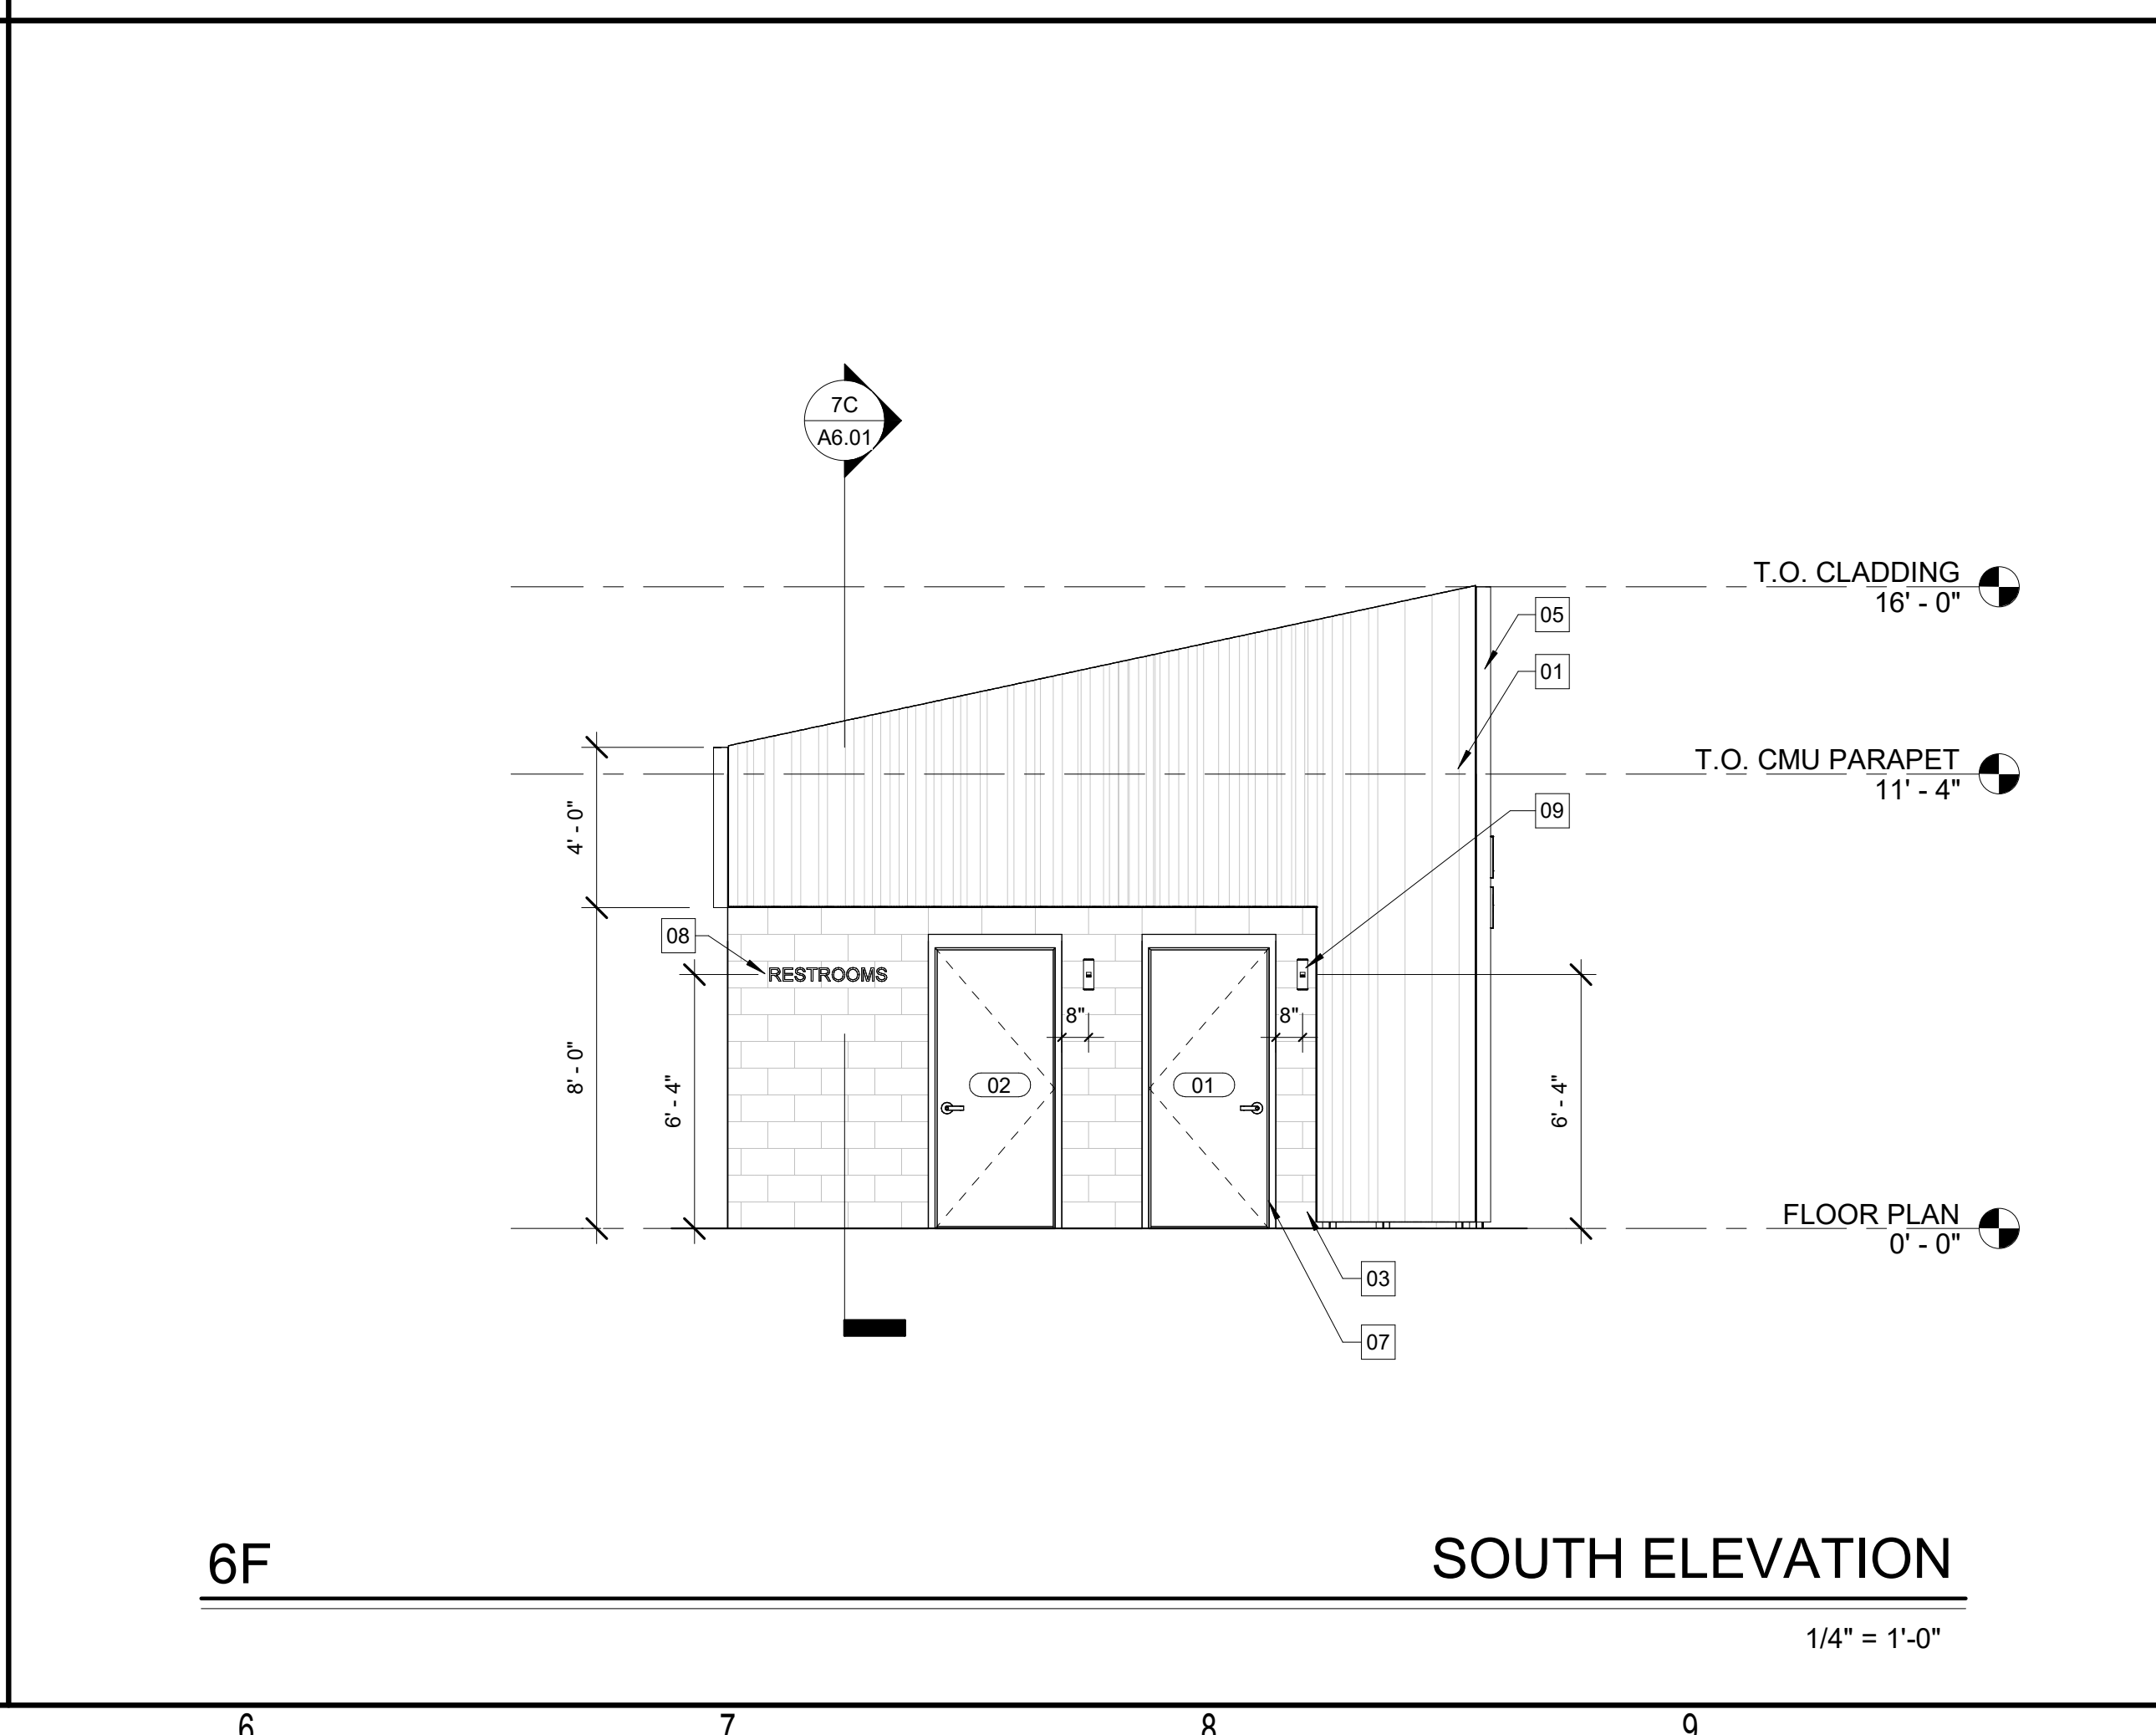 7C
A6.01
T.O. CLADDING
16' - 0"
05
01
T.O. CMU PARAPET
11' - 4"
4' - 0"
09
08
RESTROOMS
8"
8"
8' - 0"
6' - 4"
02
01
6' - 4"
FLOOR PLAN
0' - 0"
03
07
6F
SOUTH ELEVATION
1/4" = 1'-0"
6
7
8
9